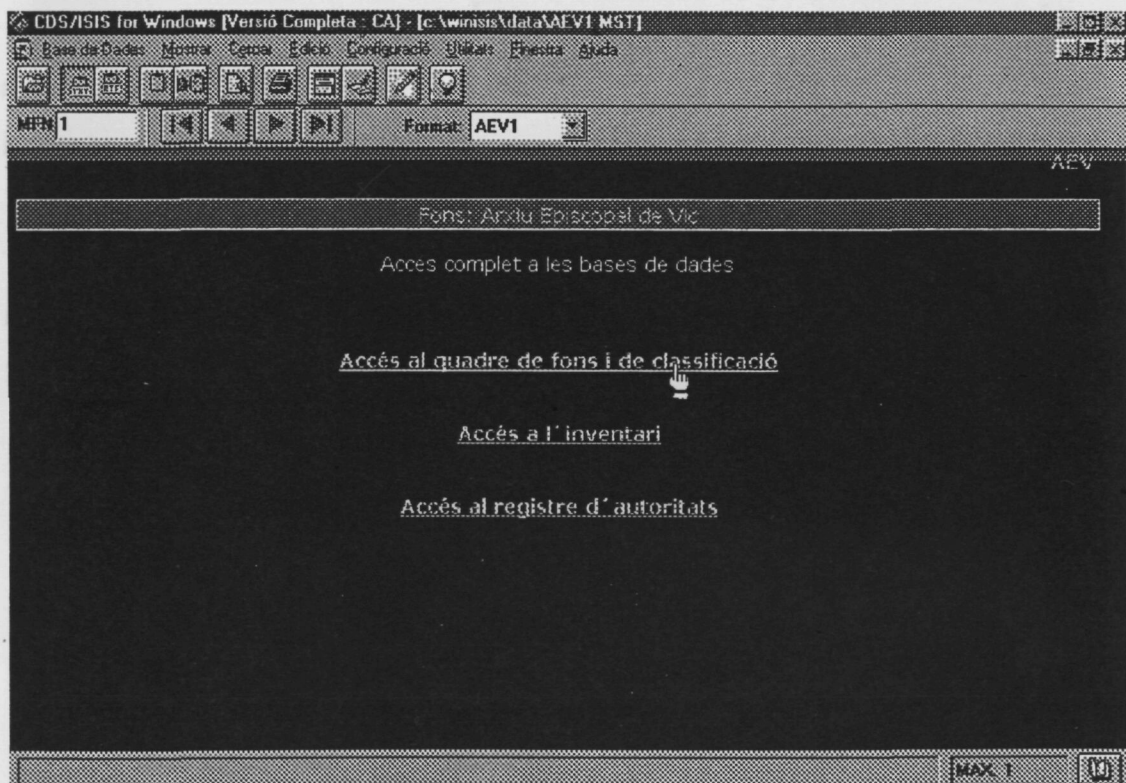 CDS/ISIS for Windows [Versió Completa : CA] - [c:\winisis\data\AEV1 MST]
Base de Dades Mostrar Cercar Edició Configuració Utilitats Finestra Ajuda
MFN 1 Format: AEV1
AEV
Fons: Arxiu Episcopal de Vic
Acces complet a les bases de dades
Accés al quadre de fons i de classificació
Accés a l´inventari
Accés al registre d´autoritats
MAX. 1